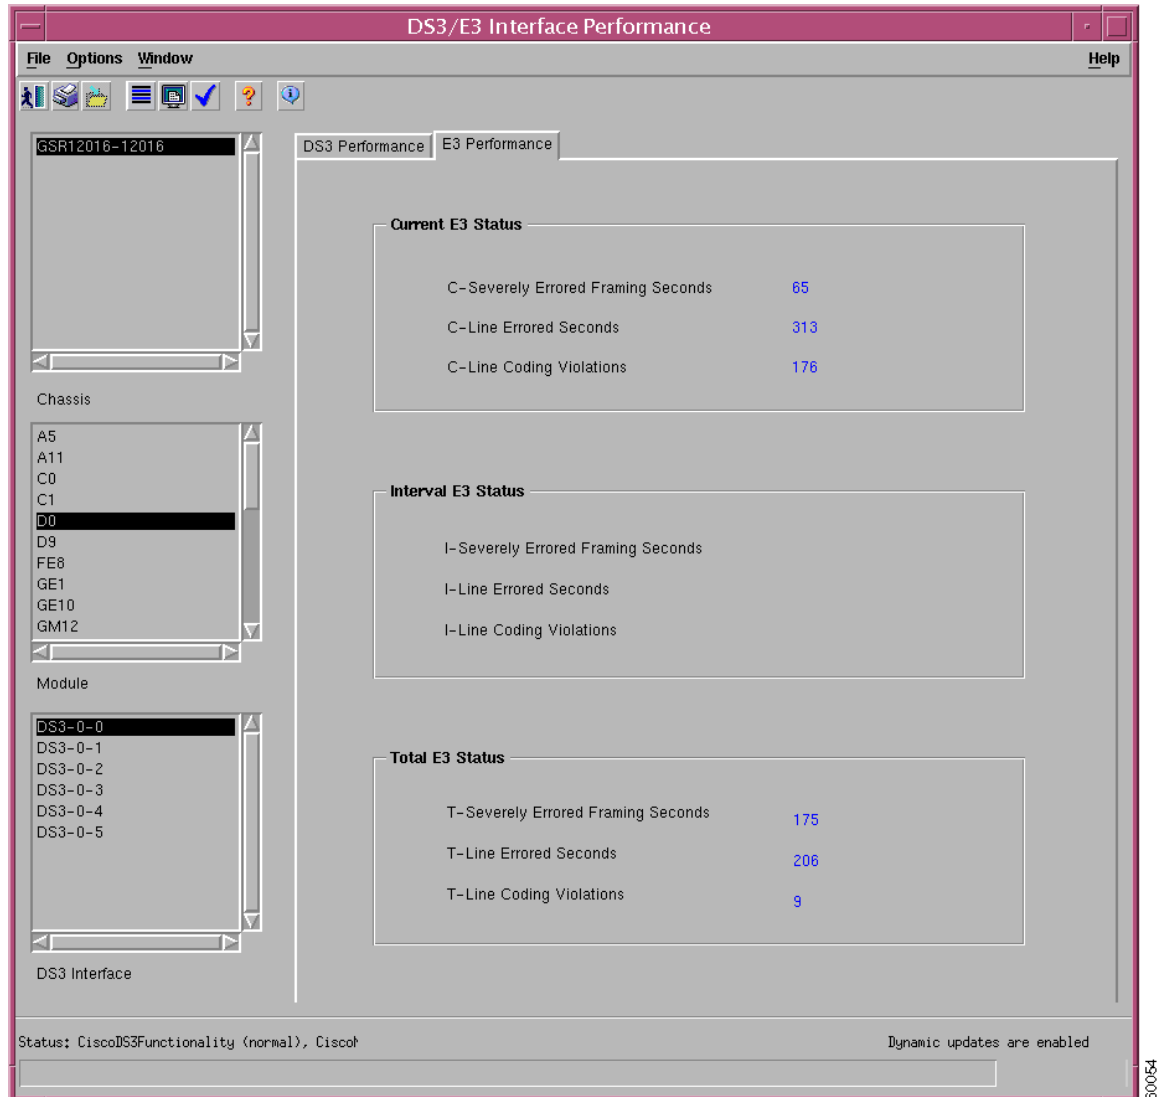 DS3/E3 Interface Performance
File Options Window Help
GSR12016-12016
Chassis
A5
A11
C0
C1
D0
D9
FE8
GE1
GE10
GM12
Module
DS3-0-0
DS3-0-1
DS3-0-2
DS3-0-3
DS3-0-4
DS3-0-5
DS3 Interface
DS3 Performance E3 Performance
Current E3 Status
C-Severely Errored Framing Seconds 65
C-Line Errored Seconds 313
C-Line Coding Violations 176
Interval E3 Status
I-Severely Errored Framing Seconds
I-Line Errored Seconds
I-Line Coding Violations
Total E3 Status
T-Severely Errored Framing Seconds 175
T-Line Errored Seconds 206
T-Line Coding Violations 9
Status: CiscoDS3Functionality (normal), Cisco
Dynamic updates are enabled
60054